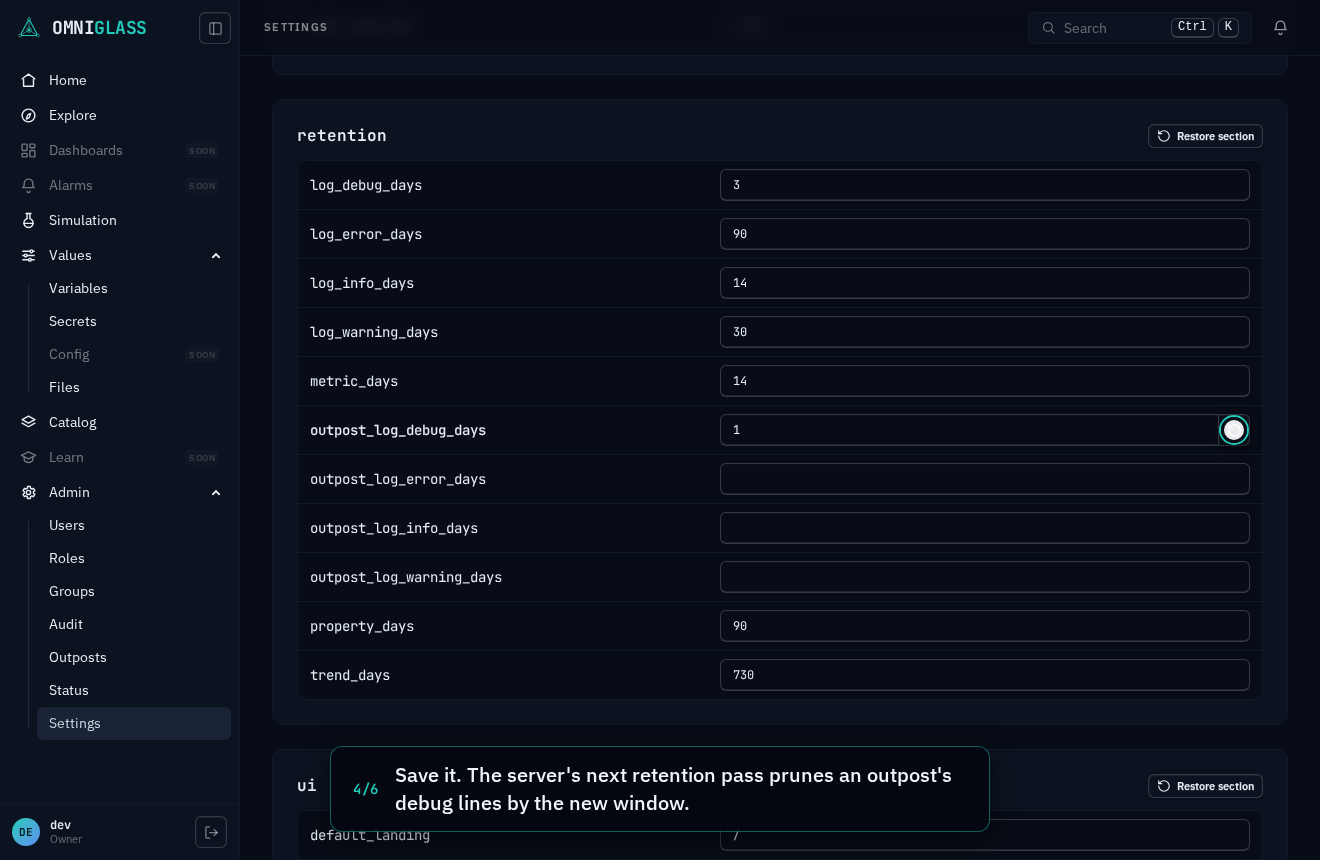 OMNIGLASS
SETTINGS
Search
Ctrl K
Home
Explore
Dashboards SOON
Alarms SOON
Simulation
Values
Variables
Secrets
Config SOON
Files
Catalog
Learn SOON
Admin
Users
Roles
Groups
Audit
Outposts
Status
Settings
DE
dev
Owner
retention
Restore section
log_debug_days 3
log_error_days 90
log_info_days 14
log_warning_days 30
metric_days 14
outpost_log_debug_days 1
outpost_log_error_days
outpost_log_info_days
outpost_log_warning_days
property_days 90
trend_days 730
ui
Restore section
4/6
Save it. The server's next retention pass prunes an outpost's
debug lines by the new window.
default_landing /